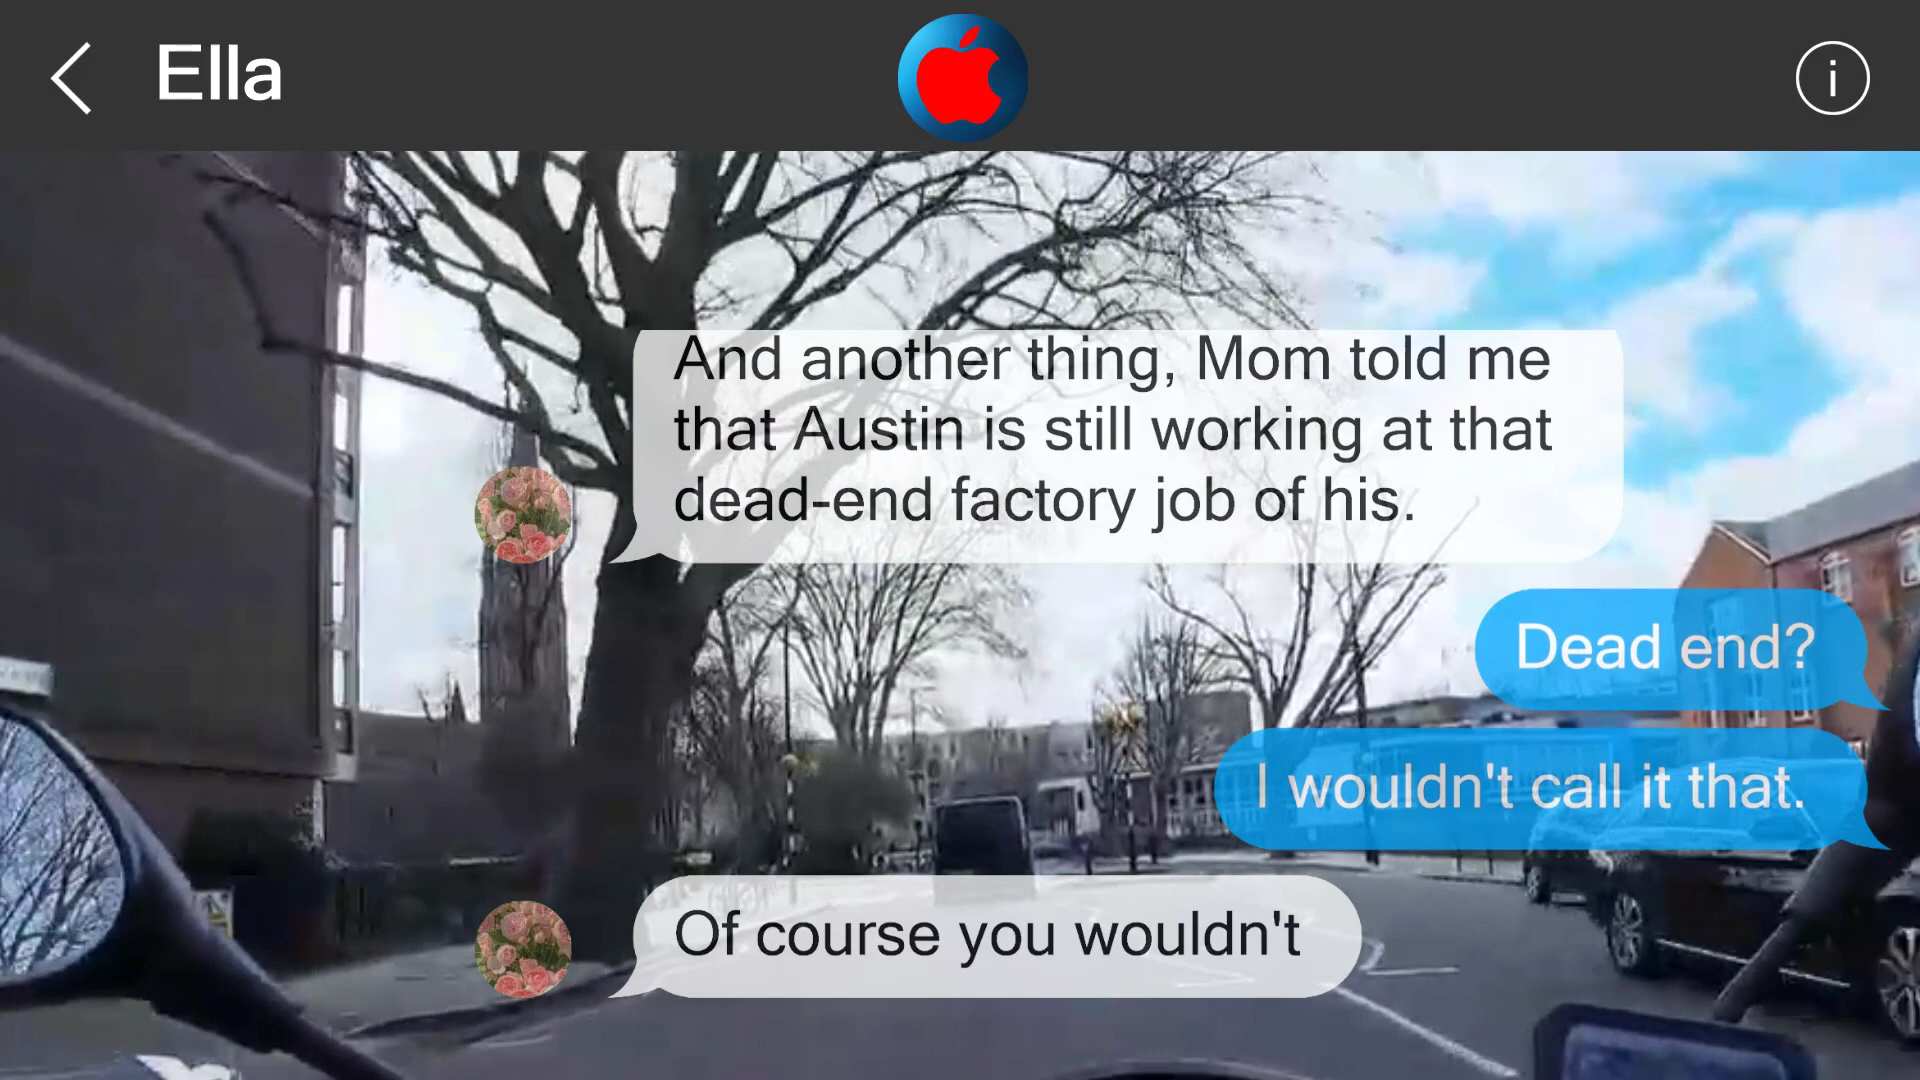 Ella
And another thing, Mom told me
that Austin is still working at that
dead-end factory job of his.
Dead end?
I wouldn't call it that.
Of course you wouldn't